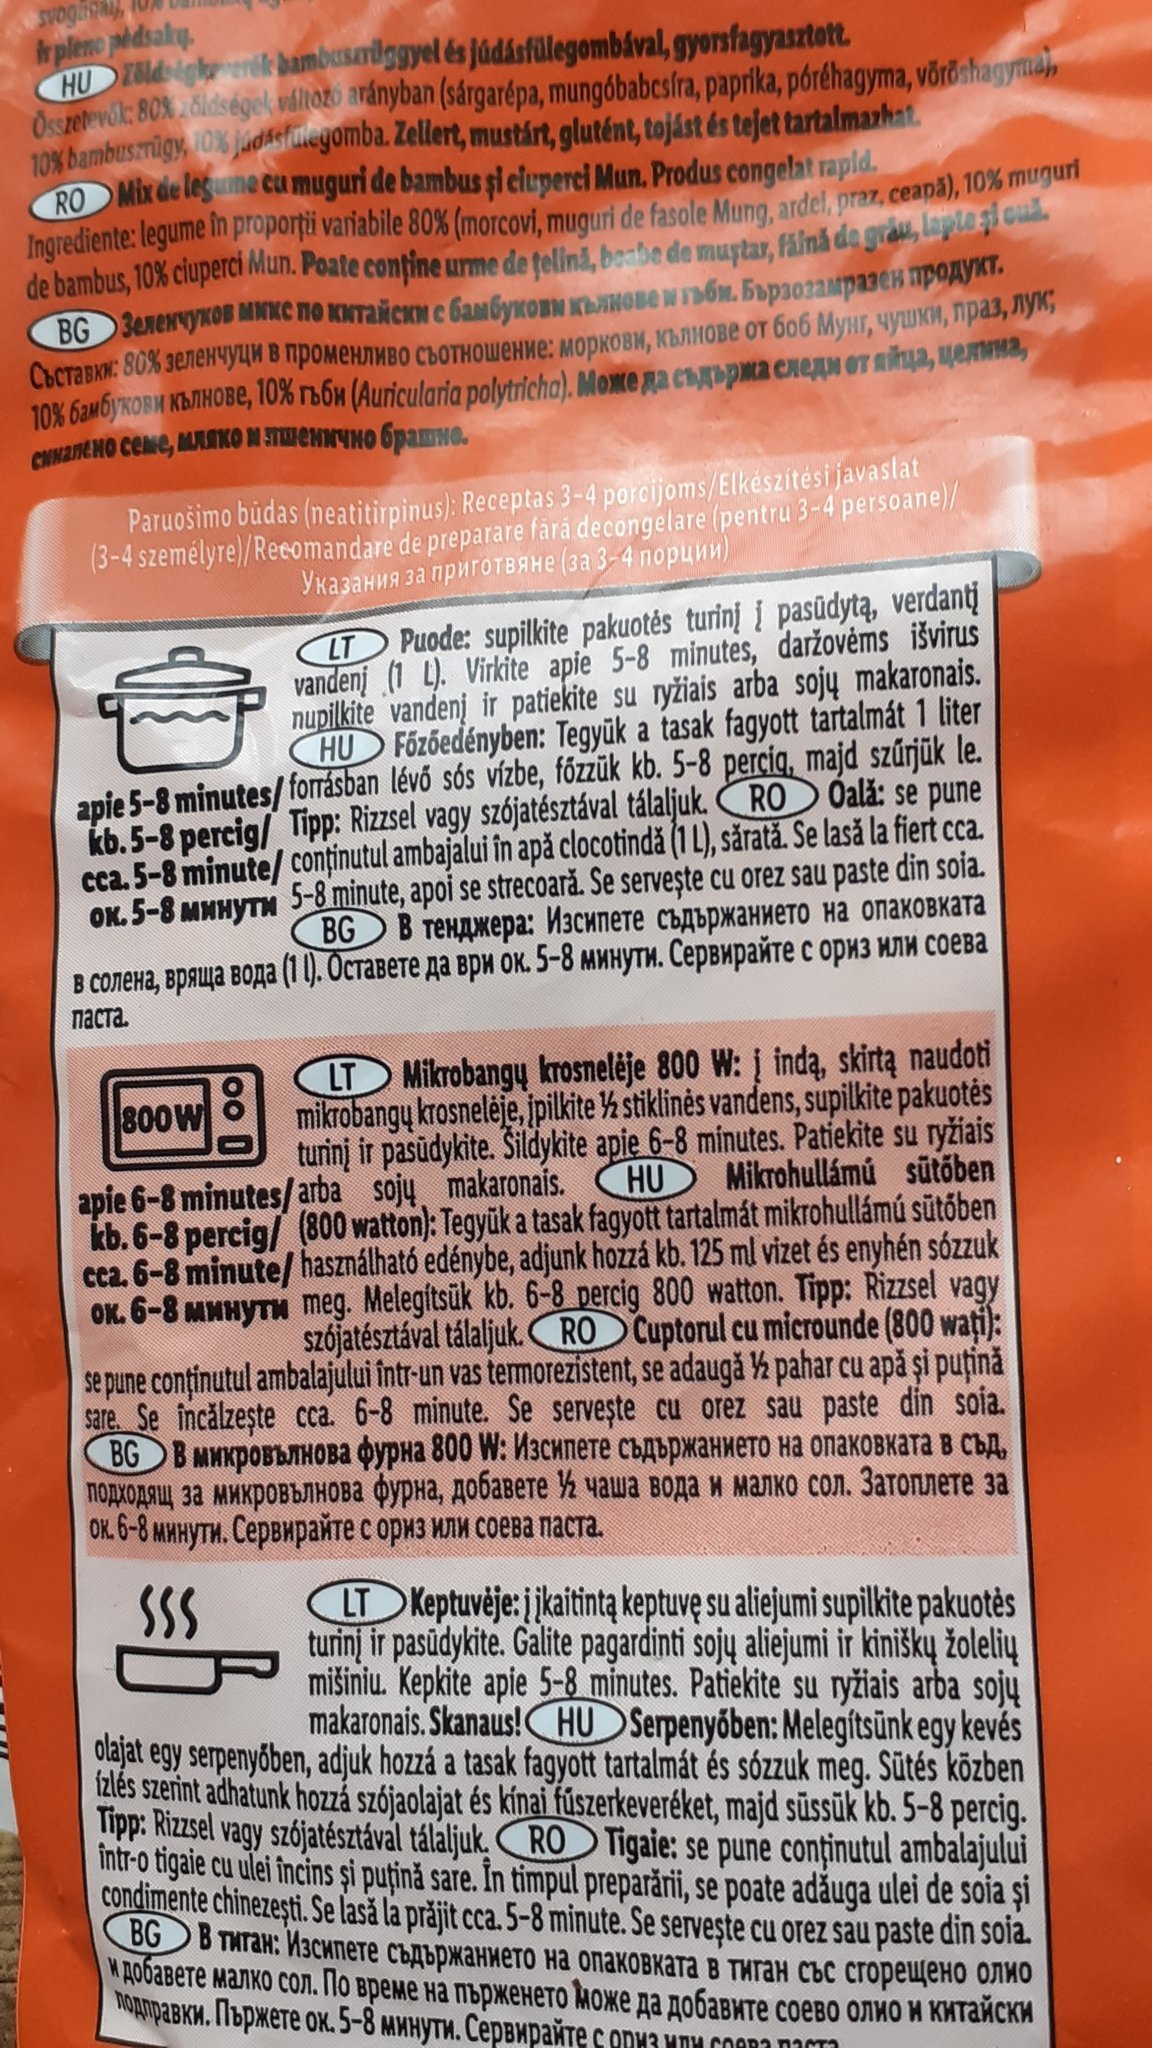 ir pieno pėdsakų.
HU Zöldségkeverék bambuszrüggyel és júdásfülegombával, gyorsfagyasztott.
Összetevők: 80% zöldségek változó arányban (sárgarépa, mungóbabcsíra, paprika, póréhagyma, vöröshagyma),
10% bambuszrügy, 10% júdásfülegomba. Zellert, mustárt, glutént, tojást és tejet tartalmazhat.
RO Mix de legume cu muguri de bambus și ciuperci Mun. Produs congelat rapid.
Ingrediente: legume în proporții variabile 80% (morcovi, muguri de fasole Mung, ardei, praz, ceapă), 10% muguri
de bambus, 10% ciuperci Mun. Poate conține urme de țelină, boabe de muștar, făină de grâu, lapte și ouă.
BG Зеленчуков микс по китайски с бамбукови кълнове и гъби. Бързозамразен продукт.
Съставки: 80% зеленчуци в променливо съотношение: моркови, кълнове от боб Мунг, чушки, праз, лук;
10% бамбукови кълнове, 10% гъби (Auricularia polytricha). Може да съдържа следи от яйца, целина,
синапено семе, мляко и пшенично брашно.
Paruošimo būdas (neatitirpinus): Receptas 3-4 porcijoms/Elkészítési javaslat
(3-4 személyre)/Recomandare de preparare fără decongelare (pentru 3-4 persoane)/
Указания за приготвяне (за 3-4 порции)
LT Puode: supilkite pakuotės turinį į pasūdytą, verdantį
vandenį (1 L). Virkite apie 5-8 minutes, daržovėms išvirus
nupilkite vandenį ir patiekite su ryžiais arba sojų makaronais.
HU Főzőedényben: Tegyük a tasak fagyott tartalmát 1 liter
apie 5-8 minutes/ forrásban lévő sós vízbe, főzzük kb. 5-8 percig, majd szűrjük le.
kb. 5-8 percig/ Tipp: Rizzsel vagy szójatésztával tálaljuk. RO Oală: se pune
cca. 5-8 minute/ conținutul ambajalui în apă clocotindă (1 L), sărată. Se lasă la fiert cca.
ок. 5-8 минути 5-8 minute, apoi se strecoară. Se servește cu orez sau paste din soia.
BG В тенджера: Изсипете съдържанието на опаковката
в солена, вряща вода (1 l). Оставете да ври ок. 5-8 минути. Сервирайте с ориз или соева
паста.
LT Mikrobangų krosnelėje 800 W: į indą, skirtą naudoti
800W mikrobangų krosnelėje, įpilkite ½ stiklinės vandens, supilkite pakuotės
turinį ir pasūdykite. Šildykite apie 6-8 minutes. Patiekite su ryžiais
apie 6-8 minutes/ arba sojų makaronais. HU Mikrohullámú sütőben
kb. 6-8 percig/ (800 watton): Tegyük a tasak fagyott tartalmát mikrohullámú sütőben
cca. 6-8 minute/ használható edénybe, adjunk hozzá kb. 125 ml vizet és enyhén sózzuk
ок. 6-8 минути meg. Melegítsük kb. 6-8 percig 800 watton. Tipp: Rizzsel vagy
szójatésztával tálaljuk. RO Cuptorul cu microunde (800 wați):
se pune conținutul ambalajului într-un vas termorezistent, se adaugă ½ pahar cu apă și puțină
sare. Se încălzește cca. 6-8 minute. Se servește cu orez sau paste din soia.
BG В микровълнова фурна 800 W: Изсипете съдържанието на опаковката в съд,
подходящ за микровълнова фурна, добавете ½ чаша вода и малко сол. Затоплете за
ок. 6-8 минути. Сервирайте с ориз или соева паста.
LT Keptuvėje: į įkaitintą keptuvę su aliejumi supilkite pakuotės
turinį ir pasūdykite. Galite pagardinti sojų aliejumi ir kiniškų žolelių
mišiniu. Kepkite apie 5-8 minutes. Patiekite su ryžiais arba sojų
makaronais. Skanaus! HU Serpenyőben: Melegítsünk egy kevés
olajat egy serpenyőben, adjuk hozzá a tasak fagyott tartalmát és sózzuk meg. Sütés közben
ízlés szerint adhatunk hozzá szójaolajat és kínai fűszerkeveréket, majd süssük kb. 5-8 percig.
Tipp: Rizzsel vagy szójatésztával tálaljuk. RO Tigaie: se pune conținutul ambalajului
într-o tigaie cu ulei încins și puțină sare. În timpul preparării, se poate adăuga ulei de soia și
condimente chinezești. Se lasă la prăjit cca. 5-8 minute. Se servește cu orez sau paste din soia.
BG В тиган: Изсипете съдържанието на опаковката в тиган със сгорещено олио
и добавете малко сол. По време на пърженето може да добавите соево олио и китайски
подправки. Пържете ок. 5-8 минути. Сервирайте с ориз или соева паста